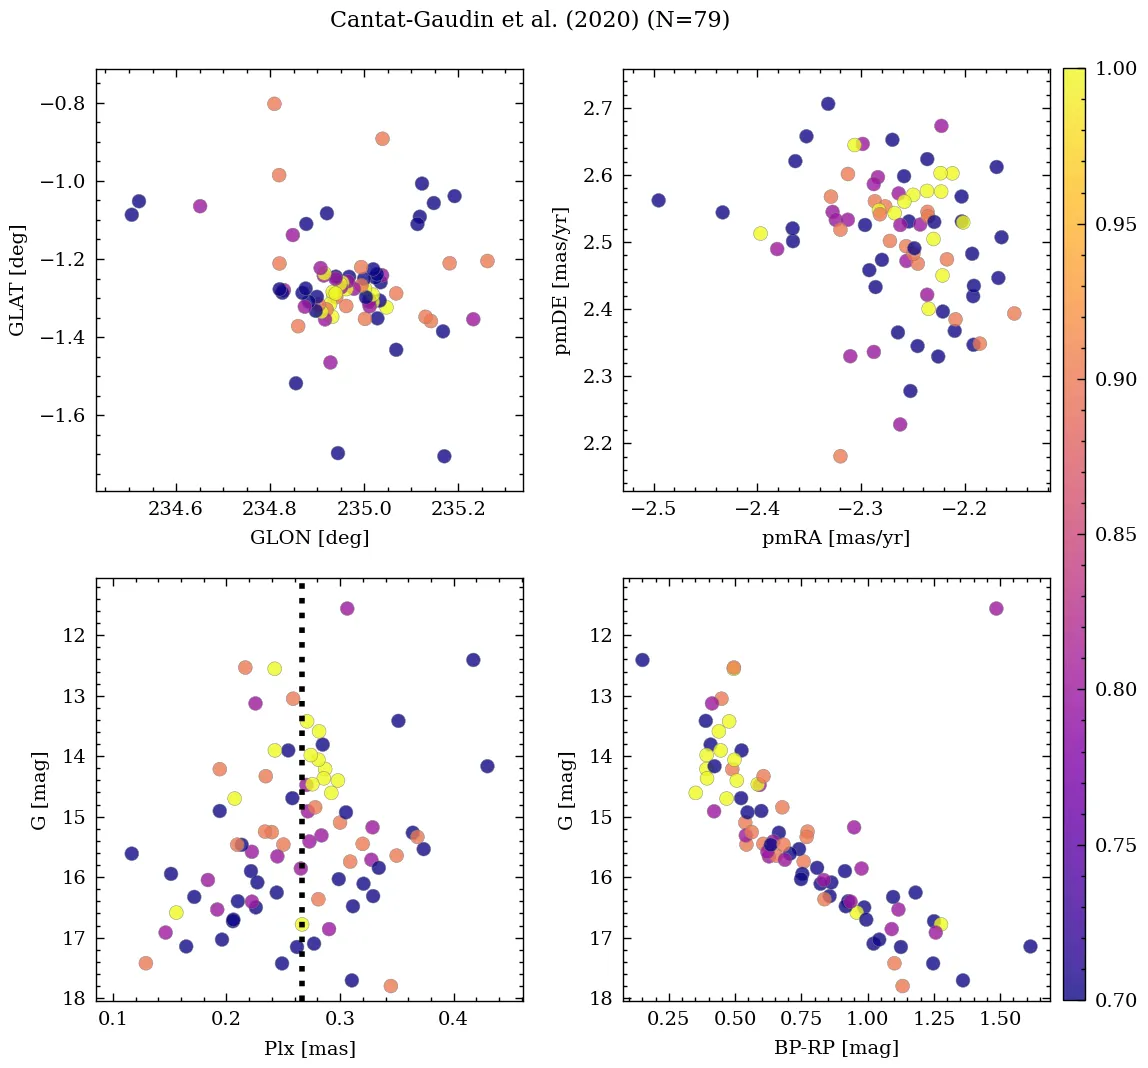 Cantat-Gaudin et al. (2020) (N=79)
−0.8
−1.0
−1.2
−1.4
−1.6
GLAT [deg]
234.6 234.8 235.0 235.2
GLON [deg]
2.7
2.6
2.5
2.4
2.3
2.2
pmDE [mas/yr]
−2.5 −2.4 −2.3 −2.2
pmRA [mas/yr]
1.00
0.95
0.90
0.85
0.80
0.75
0.70
12
13
14
15
16
17
18
G [mag]
0.1 0.2 0.3 0.4
Plx [mas]
12
13
14
15
16
17
18
G [mag]
0.25 0.50 0.75 1.00 1.25 1.50
BP-RP [mag]